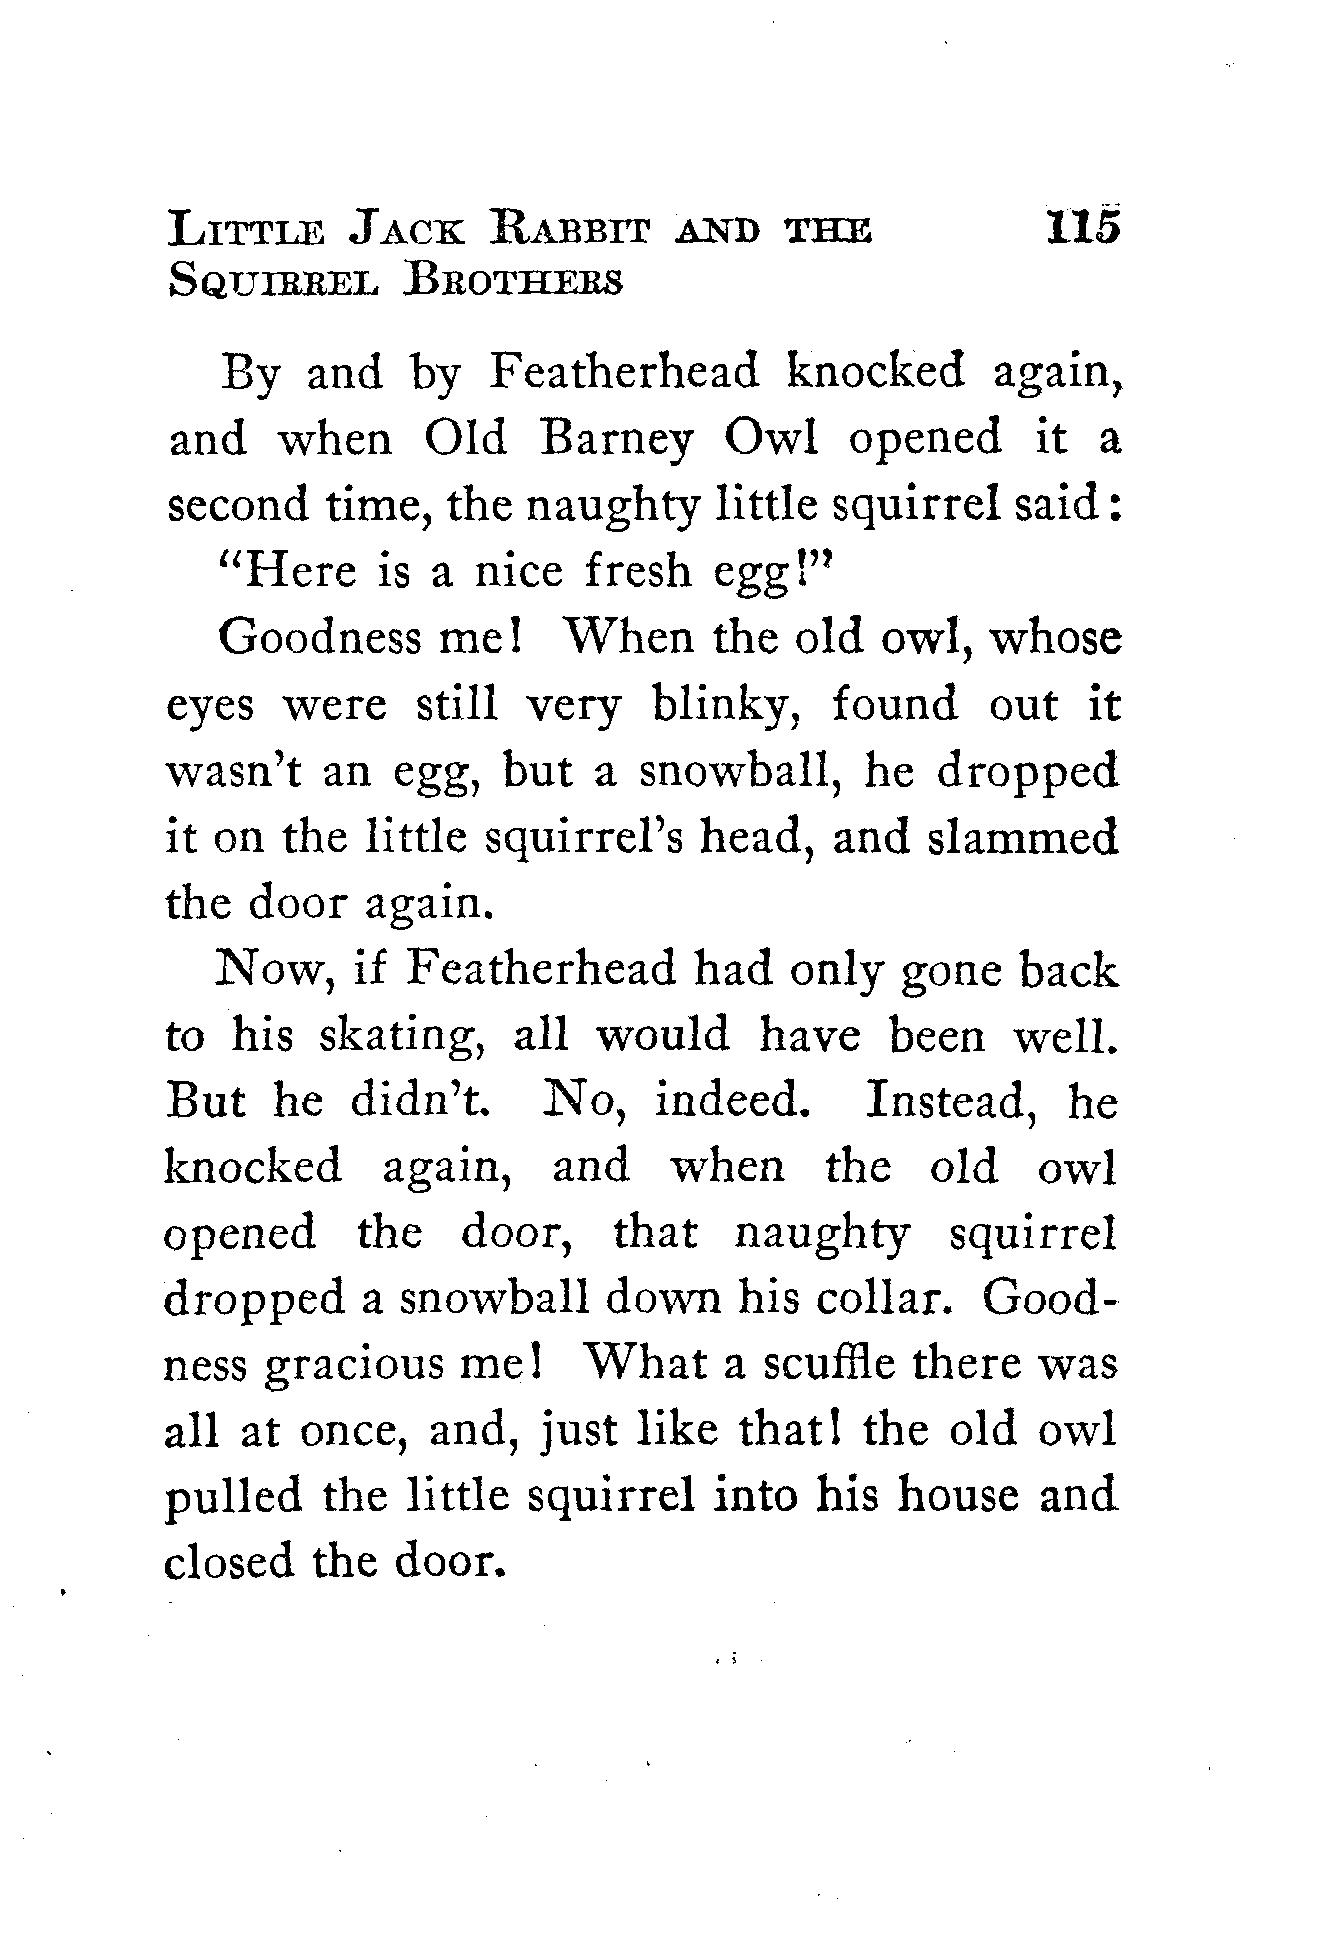 LITTLE JACK RABBIT AND THE 115
SQUIRREL BROTHERS
By and by Featherhead knocked again,
and when Old Barney Owl opened it a
second time, the naughty little squirrel said:
"Here is a nice fresh egg!"
Goodness me! When the old owl, whose
eyes were still very blinky, found out it
wasn't an egg, but a snowball, he dropped
it on the little squirrel's head, and slammed
the door again.
Now, if Featherhead had only gone back
to his skating, all would have been well.
But he didn't. No, indeed. Instead, he
knocked again, and when the old owl
opened the door, that naughty squirrel
dropped a snowball down his collar. Good-
ness gracious me! What a scuffle there was
all at once, and, just like that! the old owl
pulled the little squirrel into his house and
closed the door.